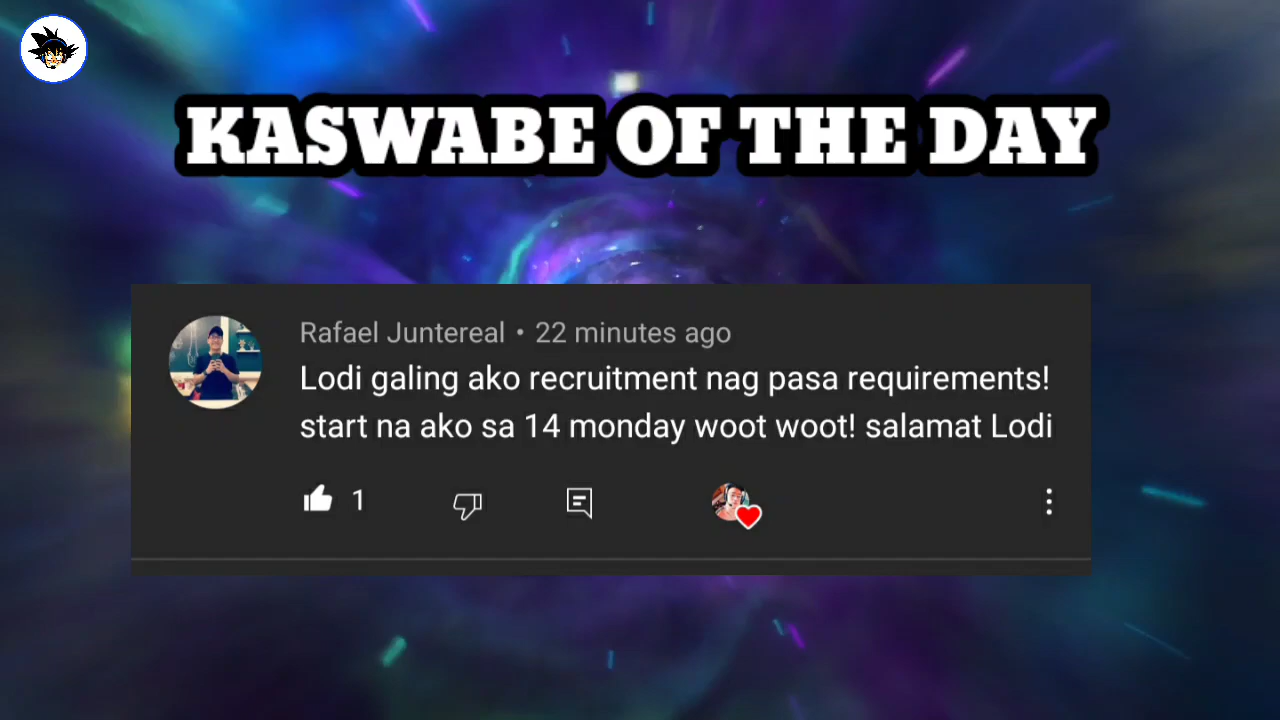 KASWABE OF THE DAY
Rafael Juntereal • 22 minutes ago
Lodi galing ako recruitment nag pasa requirements!
start na ako sa 14 monday woot woot! salamat Lodi
1